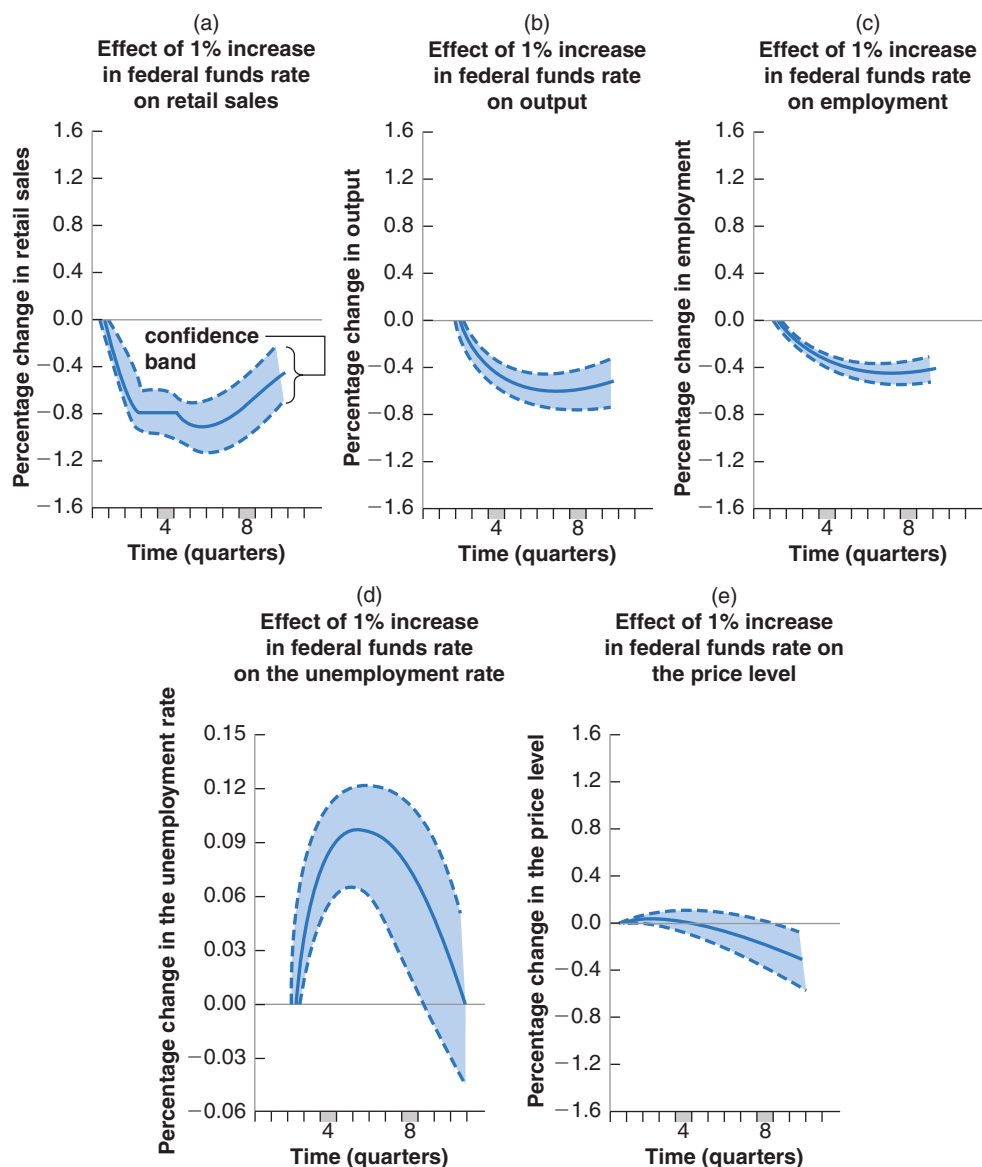 (a)
Effect of 1% increase
in federal funds rate
on retail sales
Percentage change in retail sales
1.6
1.2
0.8
0.4
0.0
−0.4
−0.8
−1.2
−1.6
confidence
band
4
8
Time (quarters)
(b)
Effect of 1% increase
in federal funds rate
on output
Percentage change in output
1.6
1.2
0.8
0.4
0.0
−0.4
−0.8
−1.2
−1.6
4
8
Time (quarters)
(c)
Effect of 1% increase
in federal funds rate
on employment
Percentage change in employment
1.6
1.2
0.8
0.4
0.0
−0.4
−0.8
−1.2
−1.6
4
8
Time (quarters)
(d)
Effect of 1% increase
in federal funds rate
on the unemployment rate
Percentage change in the unemployment rate
0.15
0.12
0.09
0.06
0.03
0.00
−0.03
−0.06
4
8
Time (quarters)
(e)
Effect of 1% increase
in federal funds rate on
the price level
Percentage change in the price level
1.6
1.2
0.8
0.4
0.0
−0.4
−0.8
−1.2
−1.6
4
8
Time (quarters)